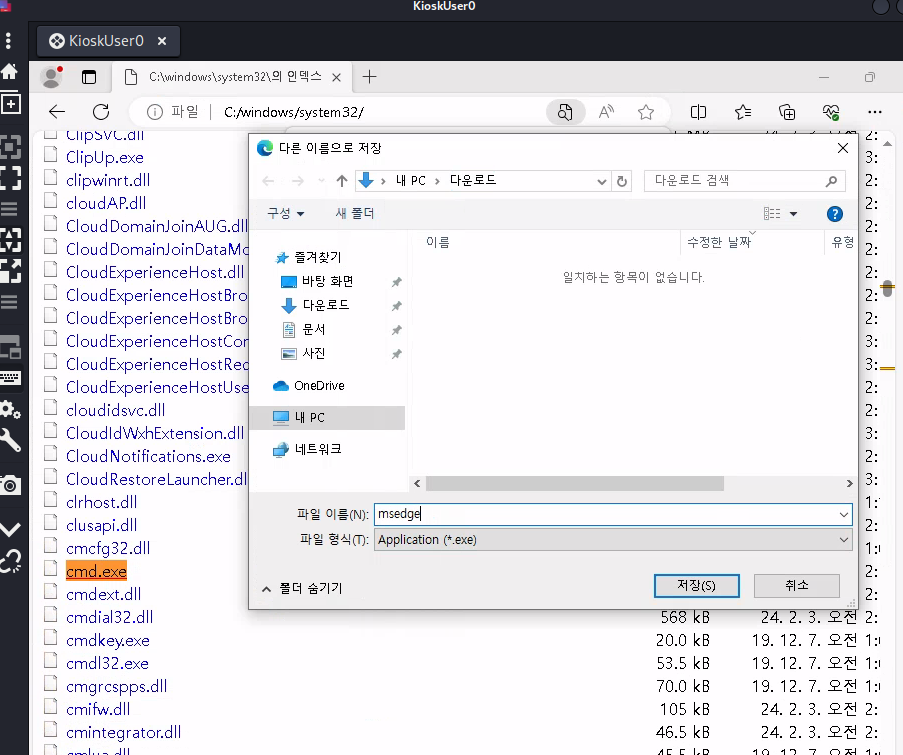 KioskUser0
KioskUser0
C:\windows\system32\의 인덱스
파일 C:/windows/system32/
ClipSVC.dll
ClipUp.exe
clipwinrt.dll
cloudAP.dll
CloudDomainJoinAUG.dll
CloudDomainJoinDataMo
CloudExperienceHost.dll
CloudExperienceHostBro
CloudExperienceHostBro
CloudExperienceHostCor
CloudExperienceHostRed
CloudExperienceHostUse
cloudidsvc.dll
CloudIdWxhExtension.dll
CloudNotifications.exe
CloudRestoreLauncher.dl
clrhost.dll
clusapi.dll
cmcfg32.dll
cmd.exe
cmdext.dll
cmdial32.dll 568 kB 24. 2. 3. 오전 2:
cmdkey.exe 20.0 kB 19. 12. 7. 오전 1:
cmdl32.exe 53.5 kB 19. 12. 7. 오전 1:
cmgrcspps.dll 70.0 kB 19. 12. 7. 오전 1:
cmifw.dll 105 kB 24. 2. 3. 오전 2:
cmintegrator.dll 46.5 kB 24. 2. 3. 오전 2:
다른 이름으로 저장
내 PC 다운로드
다운로드 검색
구성 새 폴더
이름 수정한 날짜 유형
일치하는 항목이 없습니다.
즐겨찾기
바탕 화면
다운로드
문서
사진
OneDrive
내 PC
네트워크
파일 이름(N): msedge
파일 형식(T): Application (*.exe)
폴더 숨기기
저장(S) 취소